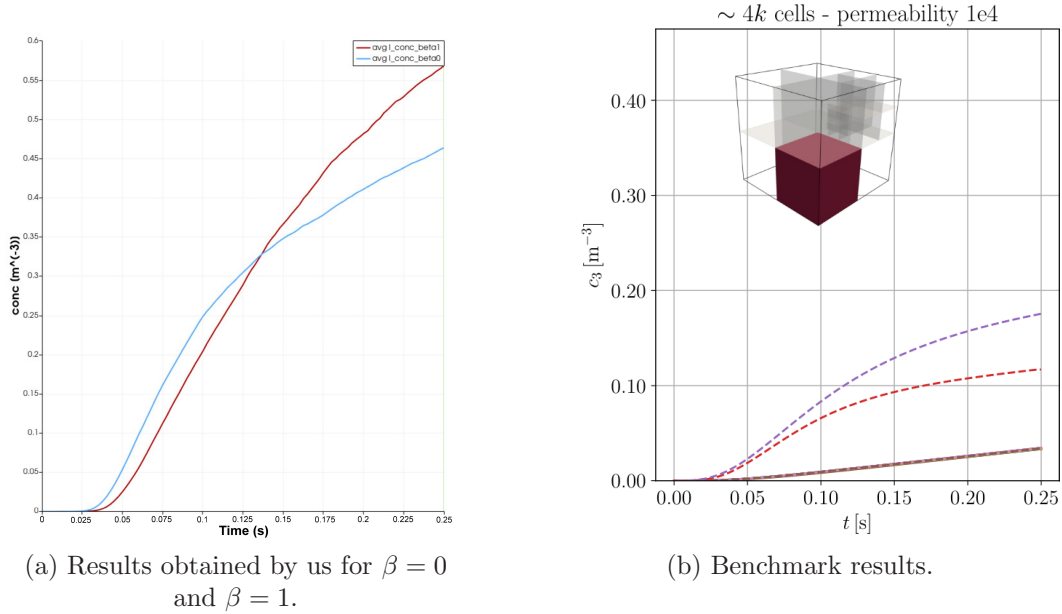 0.6
0.55
0.5
0.45
0.4
0.35
0.3
0.25
0.2
0.15
0.1
0.05
0
conc (m^(-3))
avg l_conc_beta1
avg l_conc_beta0
0 0.025 0.05 0.075 0.1 0.125 0.15 0.175 0.2 0.225 0.25
Time (s)
(a) Results obtained by us for β = 0
and β = 1.
∼ 4k cells - permeability 1e4
0.40
0.30
0.20
0.10
0.00
c₃ [m⁻³]
0.00 0.05 0.10 0.15 0.20 0.25
t [s]
(b) Benchmark results.